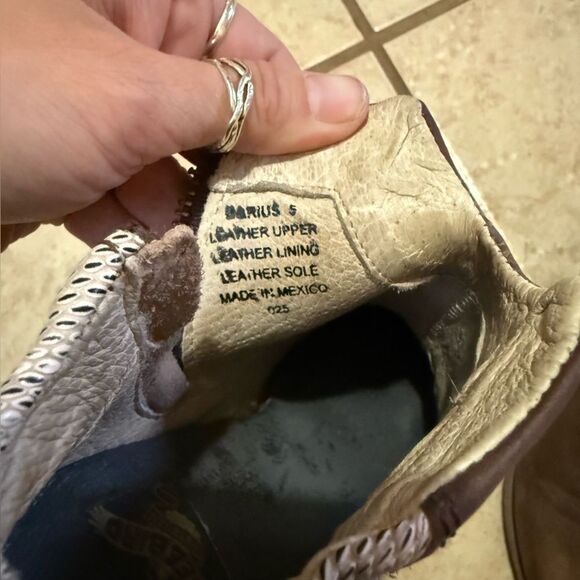 DARIUS 5
LEATHER UPPER
LEATHER LINING
LEATHER SOLE
MADE IN MEXICO
025